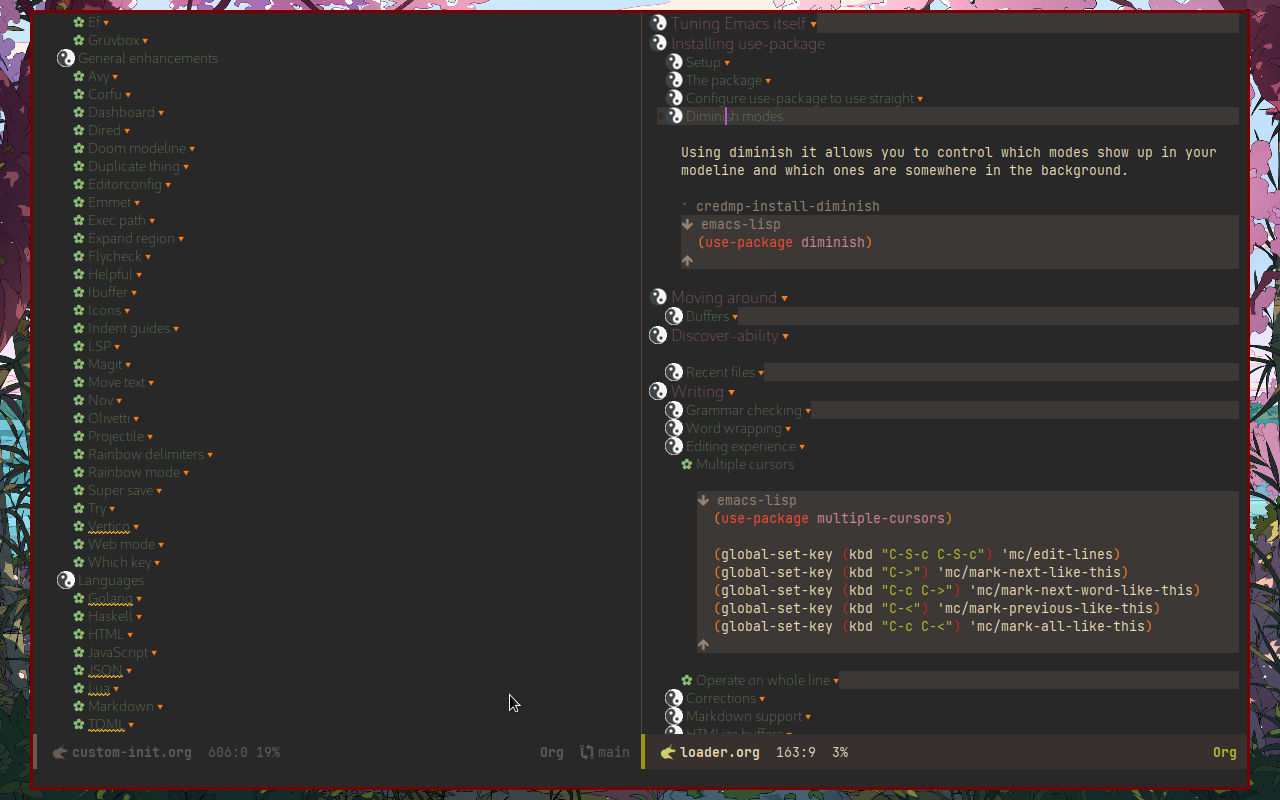 Ef
Gruvbox
General enhancements
Avy
Corfu
Dashboard
Dired
Doom modeline
Duplicate thing
Editorconfig
Emmet
Exec path
Expand region
Flycheck
Helpful
Ibuffer
Icons
Indent guides
LSP
Magit
Move text
Nov
Olivetti
Projectile
Rainbow delimiters
Rainbow mode
Super save
Try
Vertico
Web mode
Which key
Languages
Golang
Haskell
HTML
JavaScript
JSON
Lua
Markdown
TOML
custom-init.org 606:0 19% Org main
Tuning Emacs itself
Installing use-package
Setup
The package
Configure use-package to use straight
Diminish modes
Using diminish it allows you to control which modes show up in your
modeline and which ones are somewhere in the background.
credmp-install-diminish
emacs-lisp
(use-package diminish)
Moving around
Buffers
Discover-ability
Recent files
Writing
Grammar checking
Word wrapping
Editing experience
Multiple cursors
emacs-lisp
(use-package multiple-cursors)
(global-set-key (kbd "C-S-c C-S-c") 'mc/edit-lines)
(global-set-key (kbd "C->") 'mc/mark-next-like-this)
(global-set-key (kbd "C-c C->") 'mc/mark-next-word-like-this)
(global-set-key (kbd "C-<") 'mc/mark-previous-like-this)
(global-set-key (kbd "C-c C-<") 'mc/mark-all-like-this)
Operate on whole line
Corrections
Markdown support
HTMLize buffers
loader.org 163:9 3% Org